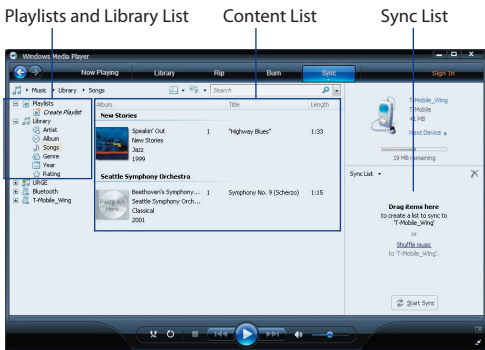 Playlists and Library List Content List Sync List
Windows Media Player
Now Playing Library Rip Burn Sync Sign In
Music Library Songs Search
Playlists
Create Playlist
Library
Artist
Album
Songs
Genre
Year
Rating
URGE
Bluetooth
T-Mobile_Wing
Album Title Length
New Stories
Speakin' Out 1 "Highway Blues" 1:33
New Stories
Jazz
1999
Seattle Symphony Orchestra
Paste Art Here
Beethoven's Symphony... 1 Symphony No. 9 (Scherzo) 1:15
Seattle Symphony Orch...
Classical
2001
T-Mobile_Wing
T-Mobile
41 MB
Next Device
19 MB remaining
Sync List
Drag items here
to create a list to sync to
'T-Mobile_Wing'
or
Shuffle music
to 'T-Mobile_Wing'.
Start Sync